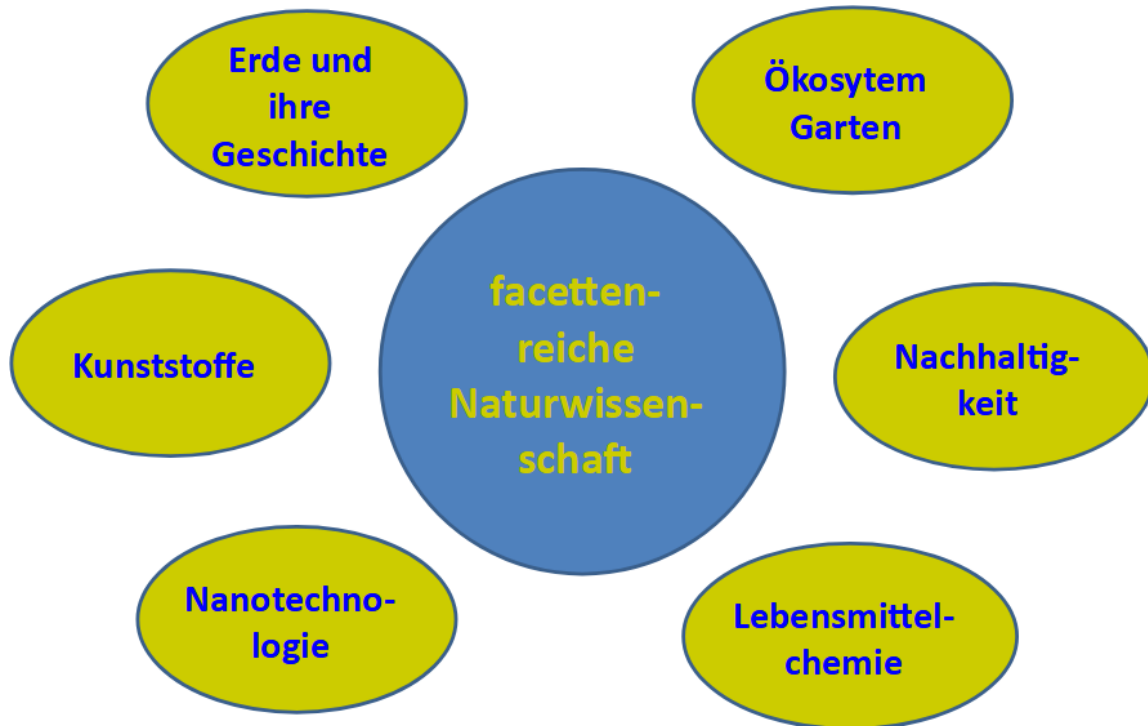 Erde und
ihre
Geschichte
Ökosytem
Garten
facetten-
reiche
Naturwissen-
schaft
Kunststoffe
Nachhaltig-
keit
Nanotechno-
logie
Lebensmittel-
chemie